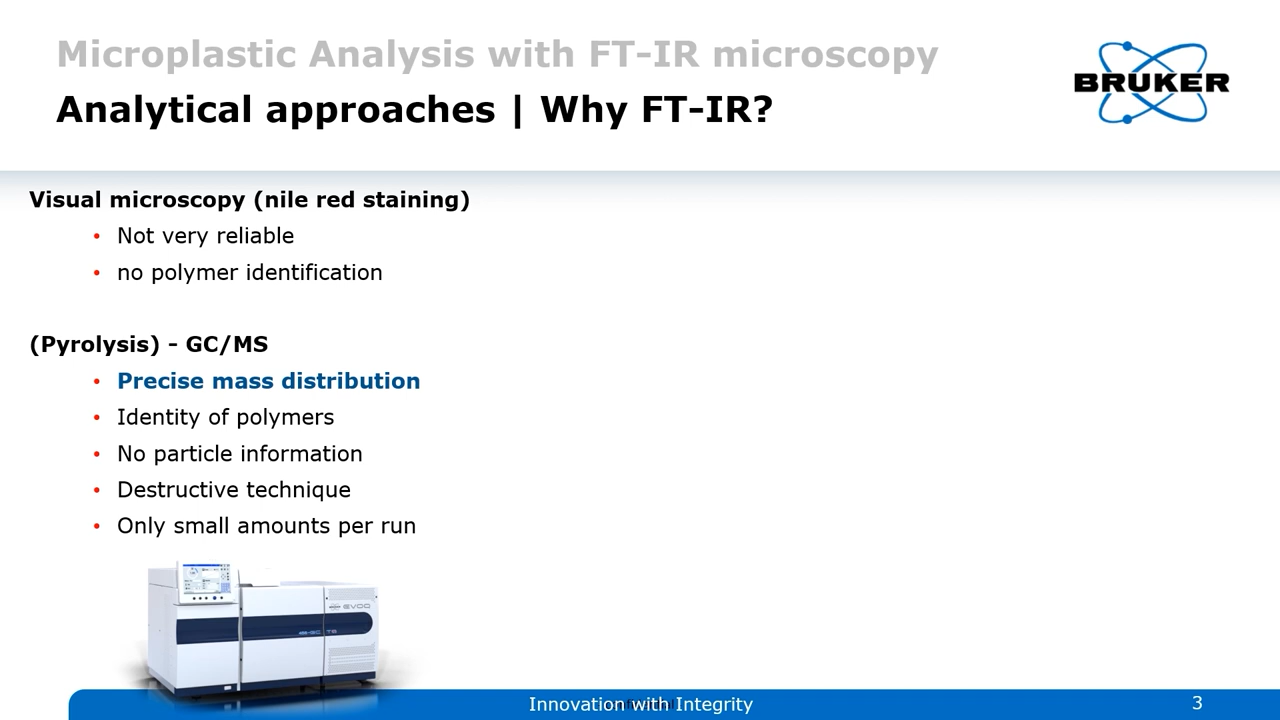 Microplastic Analysis with FT-IR microscopy
Analytical approaches | Why FT-IR?
BRUKER
Visual microscopy (nile red staining)
• Not very reliable
• no polymer identification
(Pyrolysis) - GC/MS
• Precise mass distribution
• Identity of polymers
• No particle information
• Destructive technique
• Only small amounts per run
EVOQ
Innovation with Integrity
3